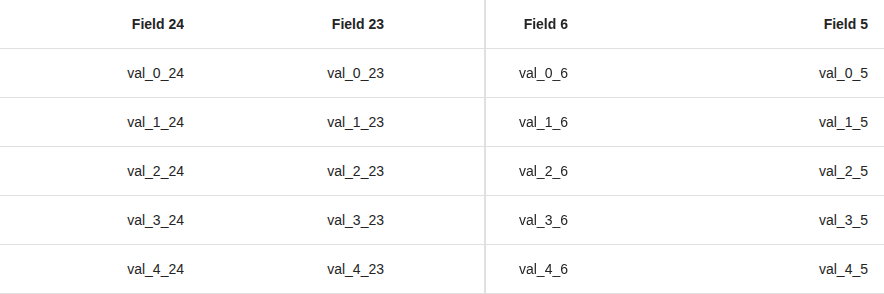 Field 24 Field 23 Field 6 Field 5
val_0_24 val_0_23 val_0_6 val_0_5
val_1_24 val_1_23 val_1_6 val_1_5
val_2_24 val_2_23 val_2_6 val_2_5
val_3_24 val_3_23 val_3_6 val_3_5
val_4_24 val_4_23 val_4_6 val_4_5